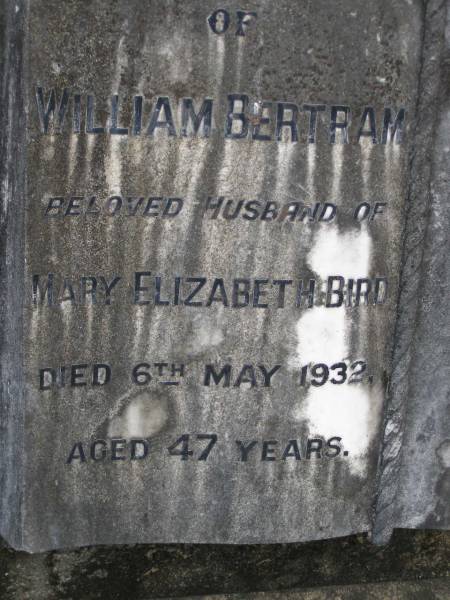 OF
WILLIAM BERTRAM
BELOVED HUSBAND OF
MARY ELIZABETH BIRD
DIED 6TH MAY 1932.
AGED 47 YEARS.